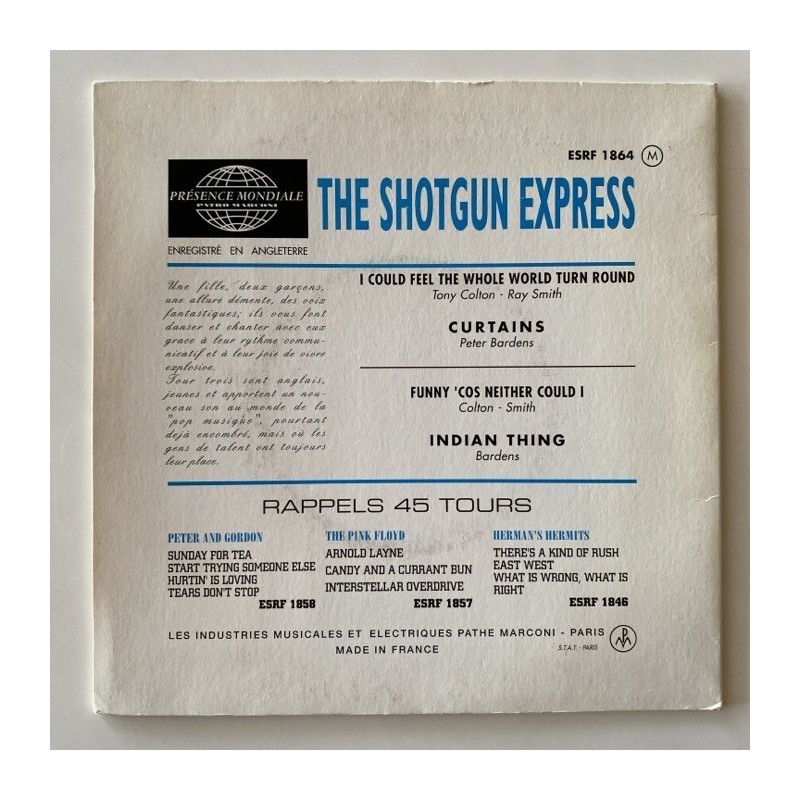 ESRF 1864 M
PRÉSENCE MONDIALE
PATHÉ MARCONI
THE SHOTGUN EXPRESS
ENREGISTRÉ EN ANGLETERRE
Une fille, deux garçons,
une allure démente, des voix
fantastiques; ils vous font
danser et chanter avec eux
grace à leur rythme commu-
nicatif et à leur joie de vivre
explosive.
Tour trois sent anglais,
jeunes et apportent un nou-
veau son au monde de la
"pop musique", pourtant
dejà encombré, mais où les
gens de talent ont toujours
leur place.
I COULD FEEL THE WHOLE WORLD TURN ROUND
Tony Colton - Ray Smith
CURTAINS
Peter Bardens
FUNNY 'COS NEITHER COULD I
Colton - Smith
INDIAN THING
Bardens
RAPPELS 45 TOURS
PETER AND GORDON
SUNDAY FOR TEA
START TRYING SOMEONE ELSE
HURTIN' IS LOVING
TEARS DON'T STOP
ESRF 1858
THE PINK FLOYD
ARNOLD LAYNE
CANDY AND A CURRANT BUN
INTERSTELLAR OVERDRIVE
ESRF 1857
HERMAN'S HERMITS
THERE'S A KIND OF RUSH
EAST WEST
WHAT IS WRONG, WHAT IS
RIGHT
ESRF 1846
LES INDUSTRIES MUSICALES ET ELECTRIQUES PATHE MARCONI - PARIS
MADE IN FRANCE
S.T.A.T. - PARIS